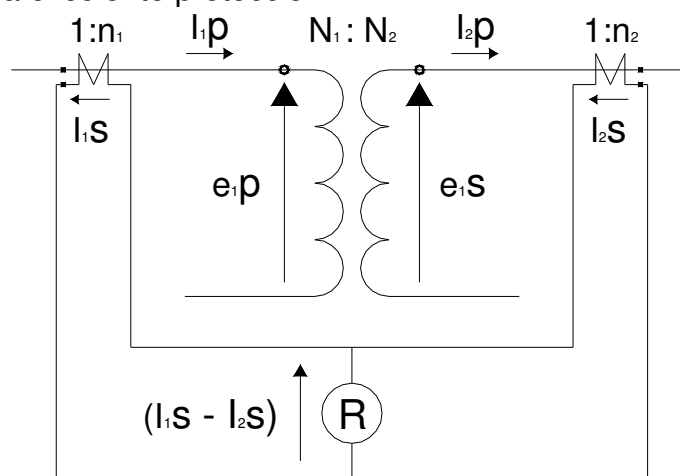 1:n₁ I₁p N₁ : N₂ I₂p 1:n₂
I₁s I₂s
e₁p e₁s
(I₁s - I₂s) R